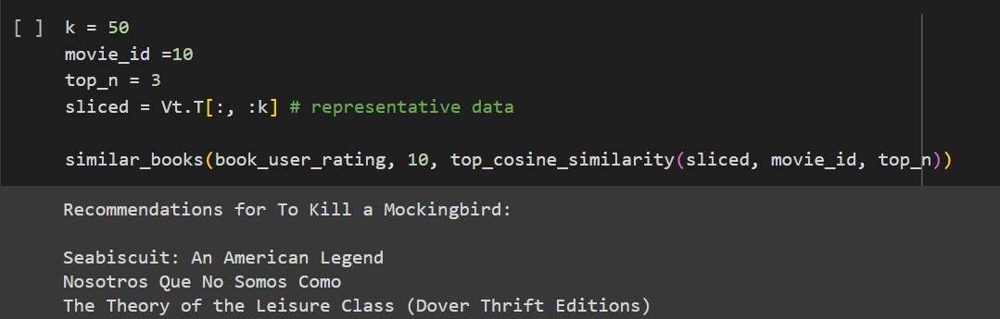 [ ] k = 50
movie_id =10
top_n = 3
sliced = Vt.T[:, :k] # representative data
similar_books(book_user_rating, 10, top_cosine_similarity(sliced, movie_id, top_n))
Recommendations for To Kill a Mockingbird:
Seabiscuit: An American Legend
Nosotros Que No Somos Como
The Theory of the Leisure Class (Dover Thrift Editions)